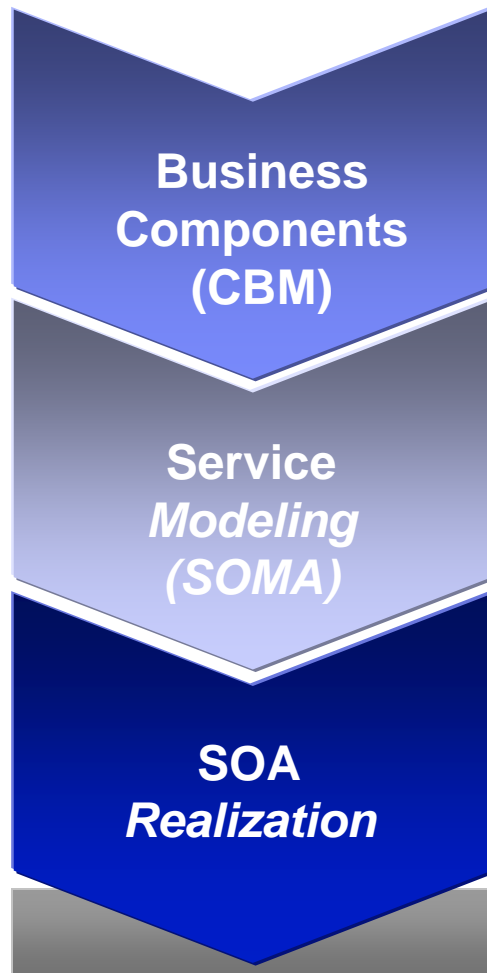 Business
Components
(CBM)
Service
Modeling
(SOMA)
SOA
Realization